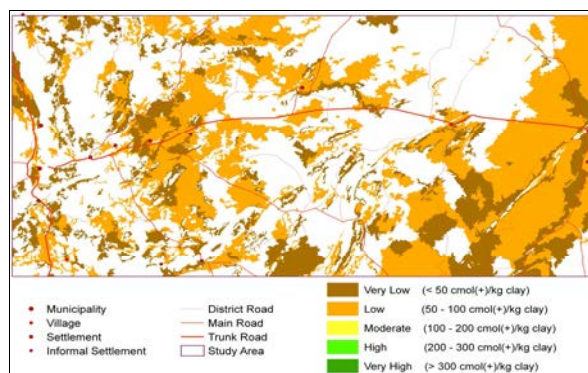 Municipality
Village
Settlement
Informal Settlement
District Road
Main Road
Trunk Road
Study Area
Very Low (< 50 cmol(+)/kg clay)
Low (50 - 100 cmol(+)/kg clay)
Moderate (100 - 200 cmol(+)/kg clay)
High (200 - 300 cmol(+)/kg clay)
Very High (> 300 cmol(+)/kg clay)